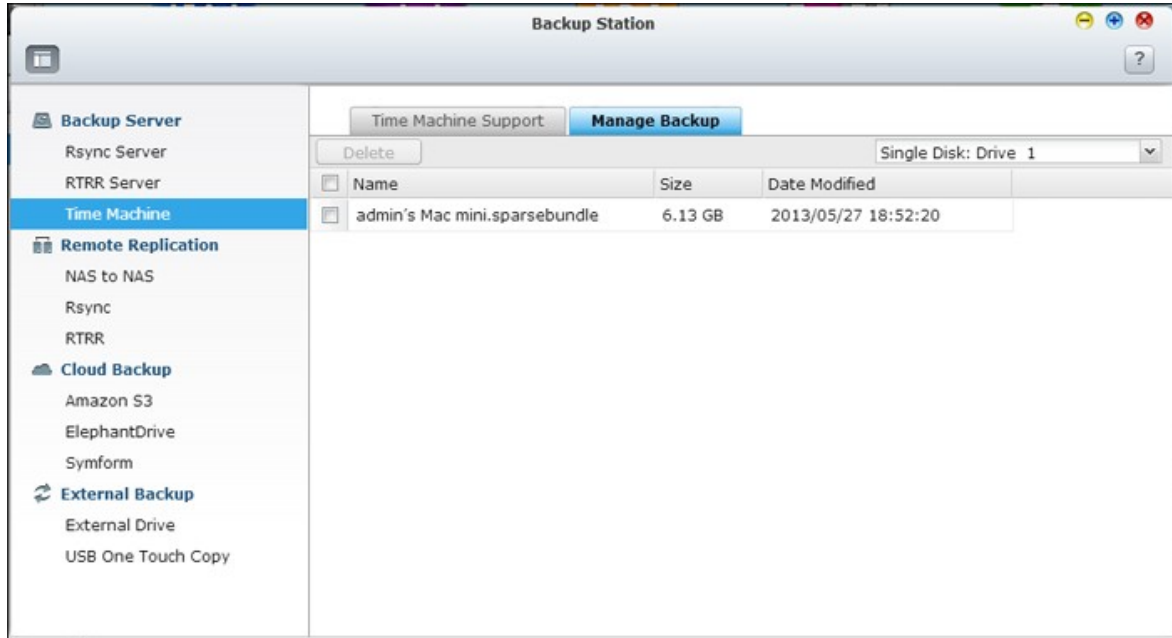 Backup Station
?
Backup Server
Rsync Server
RTRR Server
Time Machine
Remote Replication
NAS to NAS
Rsync
RTRR
Cloud Backup
Amazon S3
ElephantDrive
Symform
External Backup
External Drive
USB One Touch Copy
Time Machine Support Manage Backup
Delete Single Disk: Drive 1
Name Size Date Modified
admin's Mac mini.sparsebundle 6.13 GB 2013/05/27 18:52:20